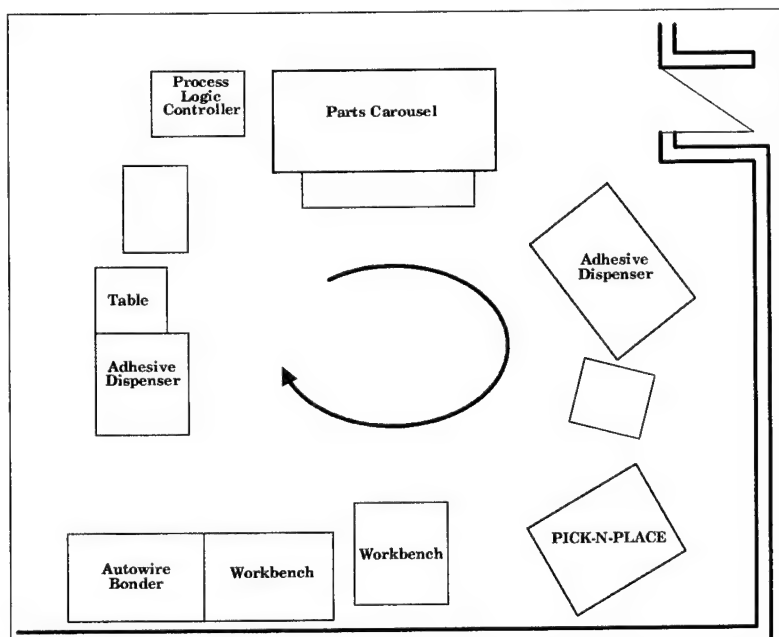 Process
Logic
Controller
Parts Carousel
Adhesive
Dispenser
Table
Adhesive
Dispenser
PICK-N-PLACE
Workbench
Autowire
Bonder
Workbench